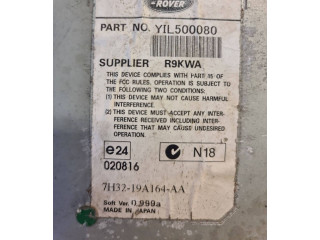 ROVER
PART NO. YIL500080
SUPPLIER R9KWA
THIS DEVICE COMPLIES WITH PART 15 OF
THE FCC RULES. OPERATION IS SUBJECT TO
THE FOLLOWING TWO CONDITIONS:
(1) THIS DEVICE MAY NOT CAUSE HARMFUL
INTERFERENCE.
(2) THIS DEVICE MUST ACCEPT ANY INTER-
FERENCE RECEIVED INCLUDING INTER-
FERENCE THAT MAY CAUSE UNDESIRED
OPERATION.
e24
N18
020816
7H32-19A164-AA
Soft Ver. 0.999a
MADE IN JAPAN